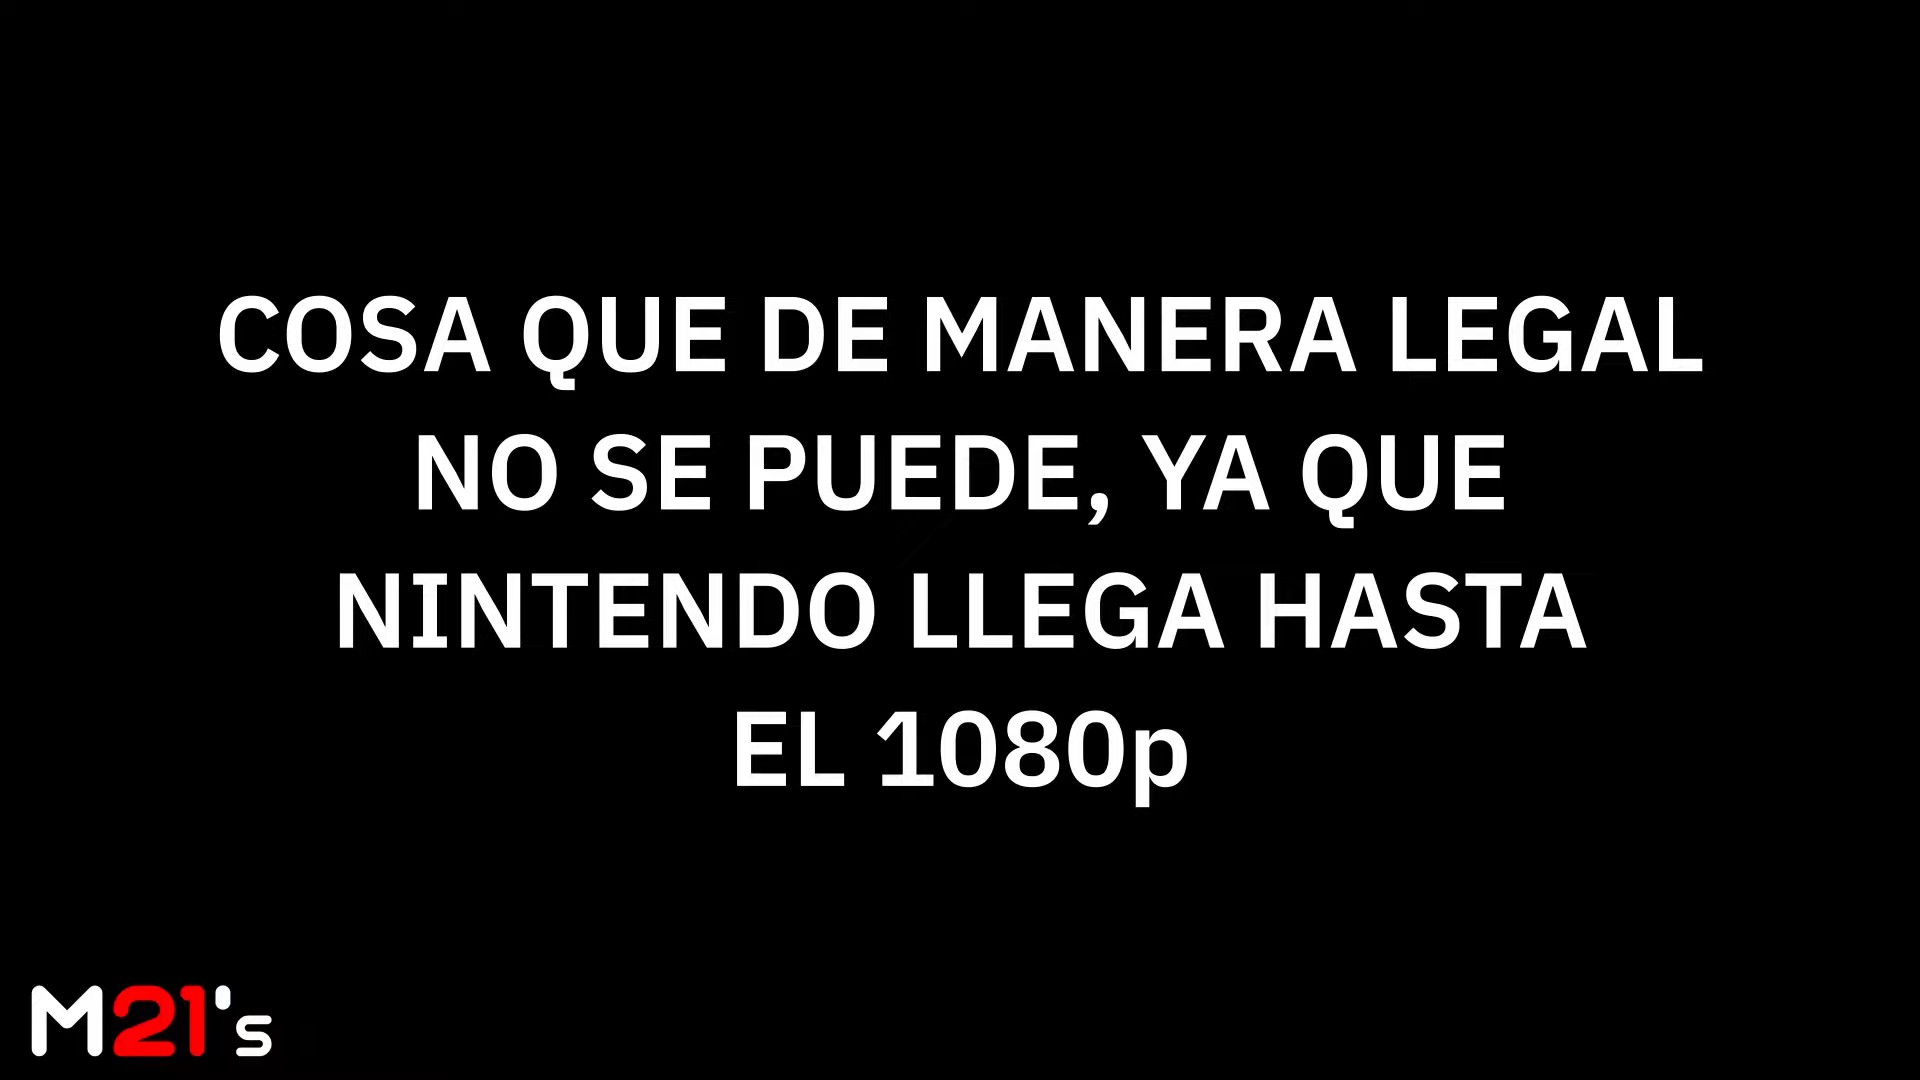 COSA QUE DE MANERA LEGAL
NO SE PUEDE, YA QUE
NINTENDO LLEGA HASTA
EL 1080p
M21's